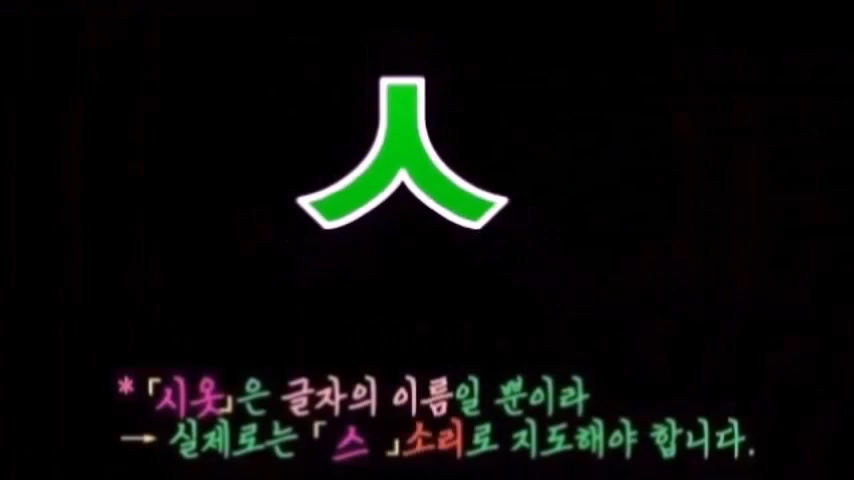 ㅅ
*「시옷」은 글자의 이름일 뿐이라
→ 실제로는「스 」소리로 지도해야 합니다.